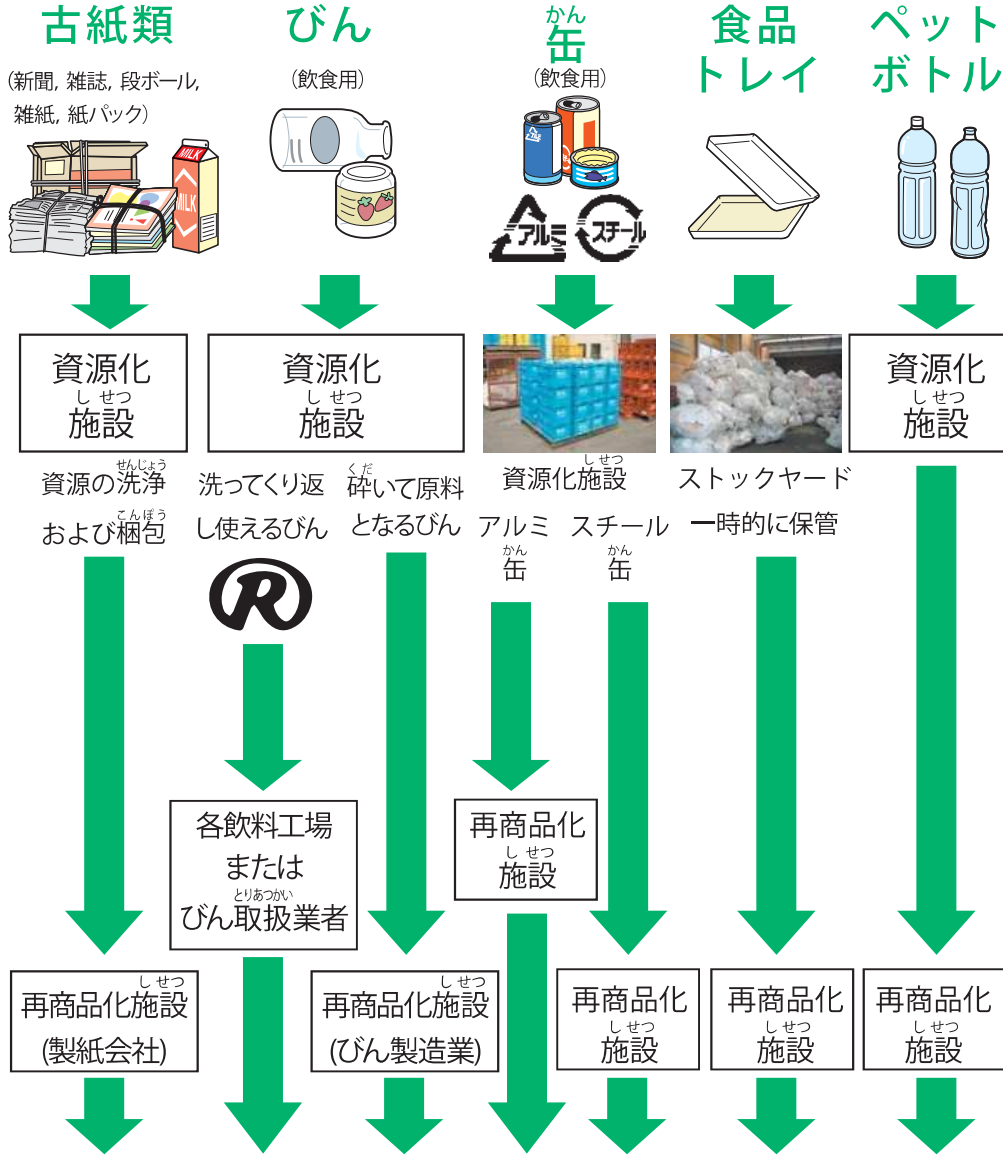 古紙類
(新聞, 雑誌, 段ボール,
雑紙, 紙パック)
MILK
MILK
びん
(飲食用)
かん
缶
(飲食用)
アルミ
アルミ
スチール
食品
トレイ
ペット
ボトル
資源化
しせつ
施設
せんじょう
資源の洗浄
こんぽう
および梱包
資源化
しせつ
施設
洗ってくり返
し使えるびん
R
くだ
砕いて原料
となるびん
しせつ
資源化施設
アルミ
かん
缶
スチール
かん
缶
ストックヤード
一時的に保管
資源化
しせつ
施設
各飲料工場
または
とりあつかい
びん取扱業者
再商品化
しせつ
施設
しせつ
再商品化施設
(製紙会社)
しせつ
再商品化施設
(びん製造業)
再商品化
しせつ
施設
再商品化
しせつ
施設
再商品化
しせつ
施設